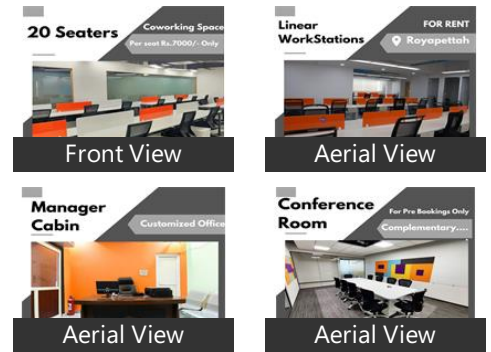 20 Seaters
Coworking Space
Per seat Rs.7000/- Only
Front View
Linear
WorkStations
FOR RENT
Royapettah
Aerial View
Manager
Cabin
Customized Office
Aerial View
Conference
Room
For Pre Bookings Only
Complementary....
Aerial View